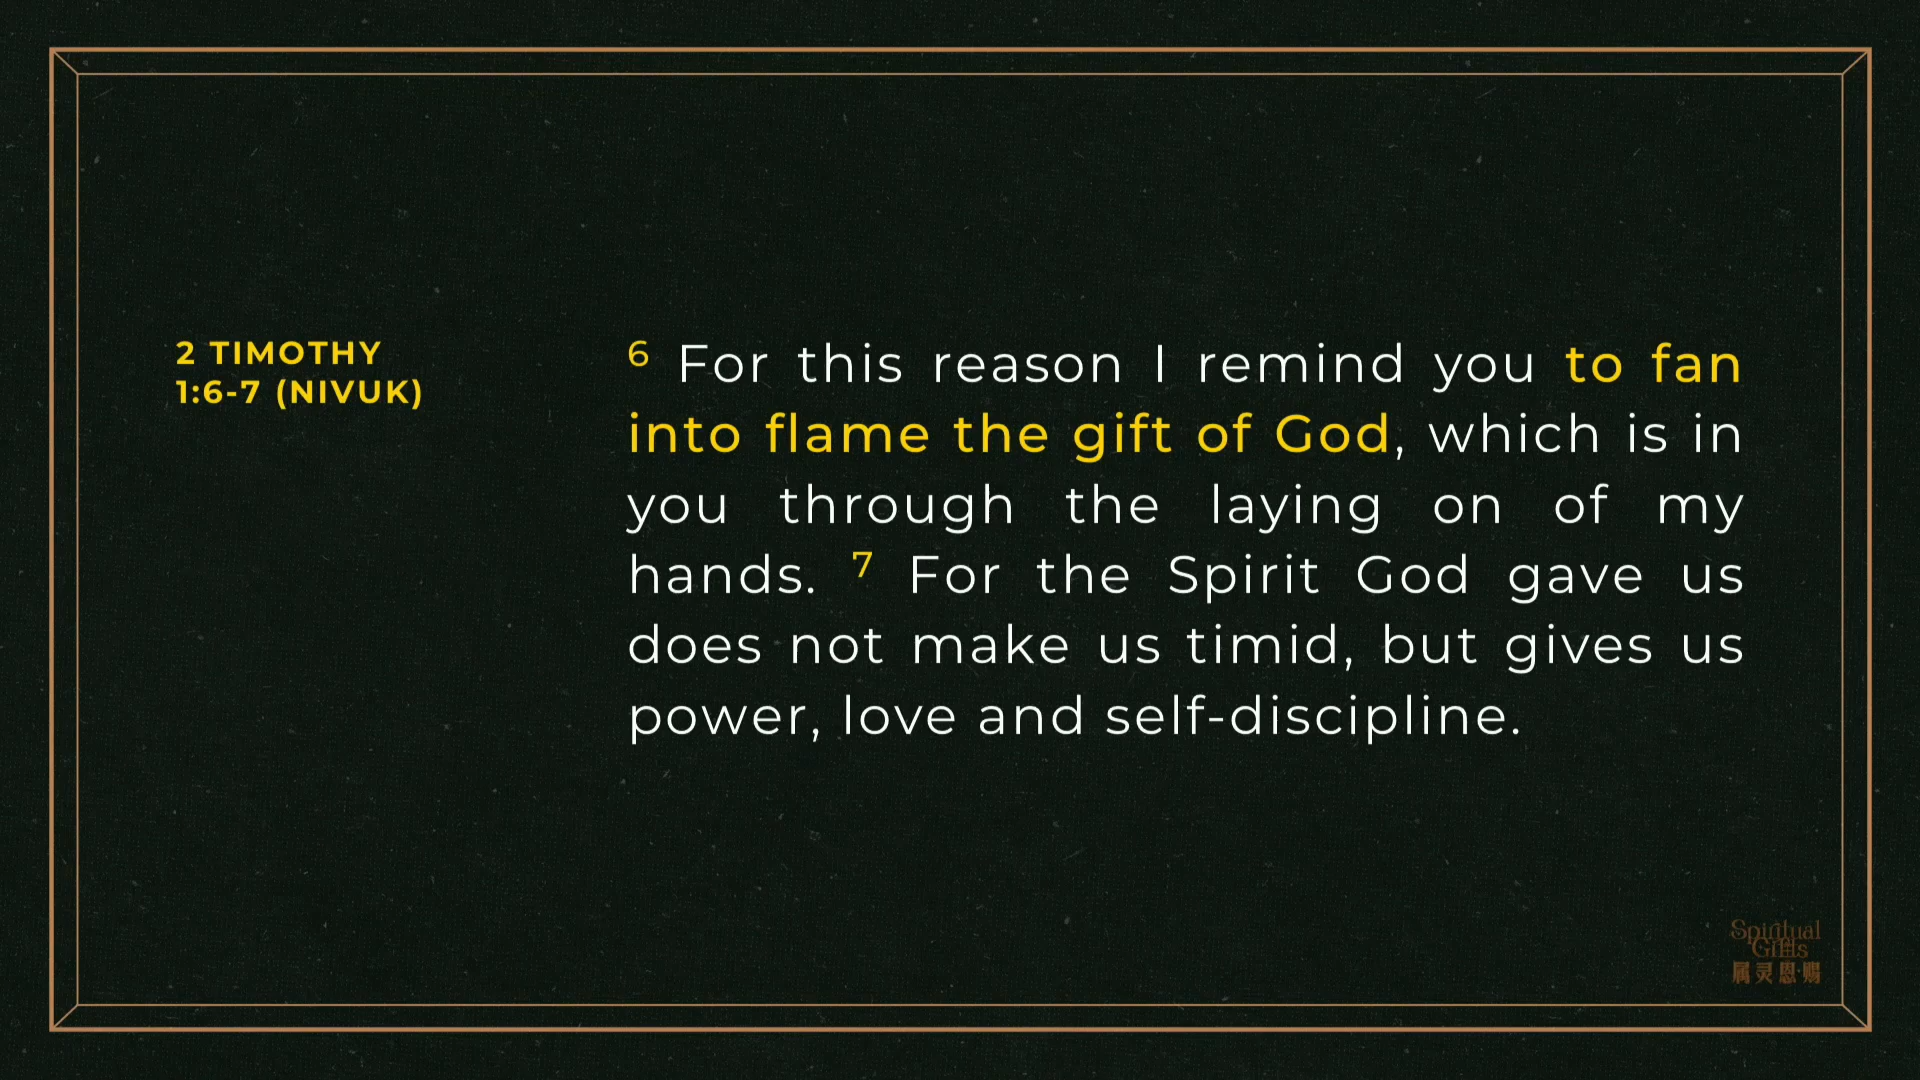 2 TIMOTHY
1:6-7 (NIVUK)
6 For this reason I remind you to fan
into flame the gift of God, which is in
you through the laying on of my
hands. 7 For the Spirit God gave us
does not make us timid, but gives us
power, love and self-discipline.
Spiritual
Gifts
属灵恩赐